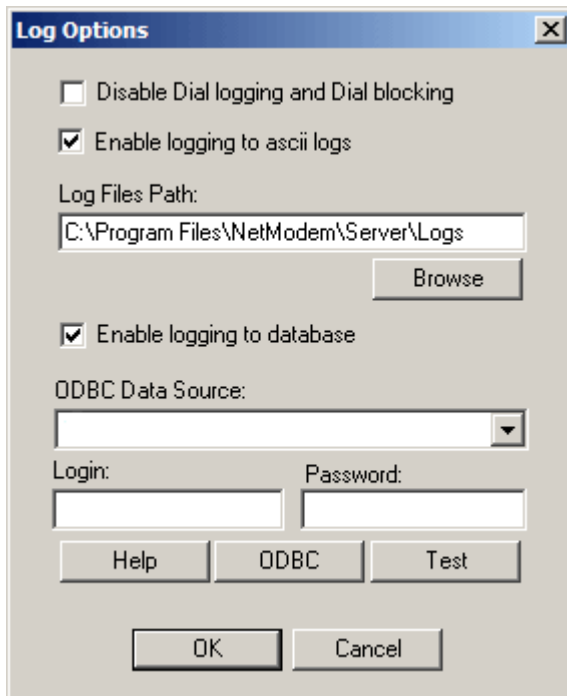 Log Options
Disable Dial logging and Dial blocking
Enable logging to ascii logs
Log Files Path:
C:\Program Files\NetModem\Server\Logs
Browse
Enable logging to database
ODBC Data Source:
Login: Password:
Help ODBC Test
OK Cancel